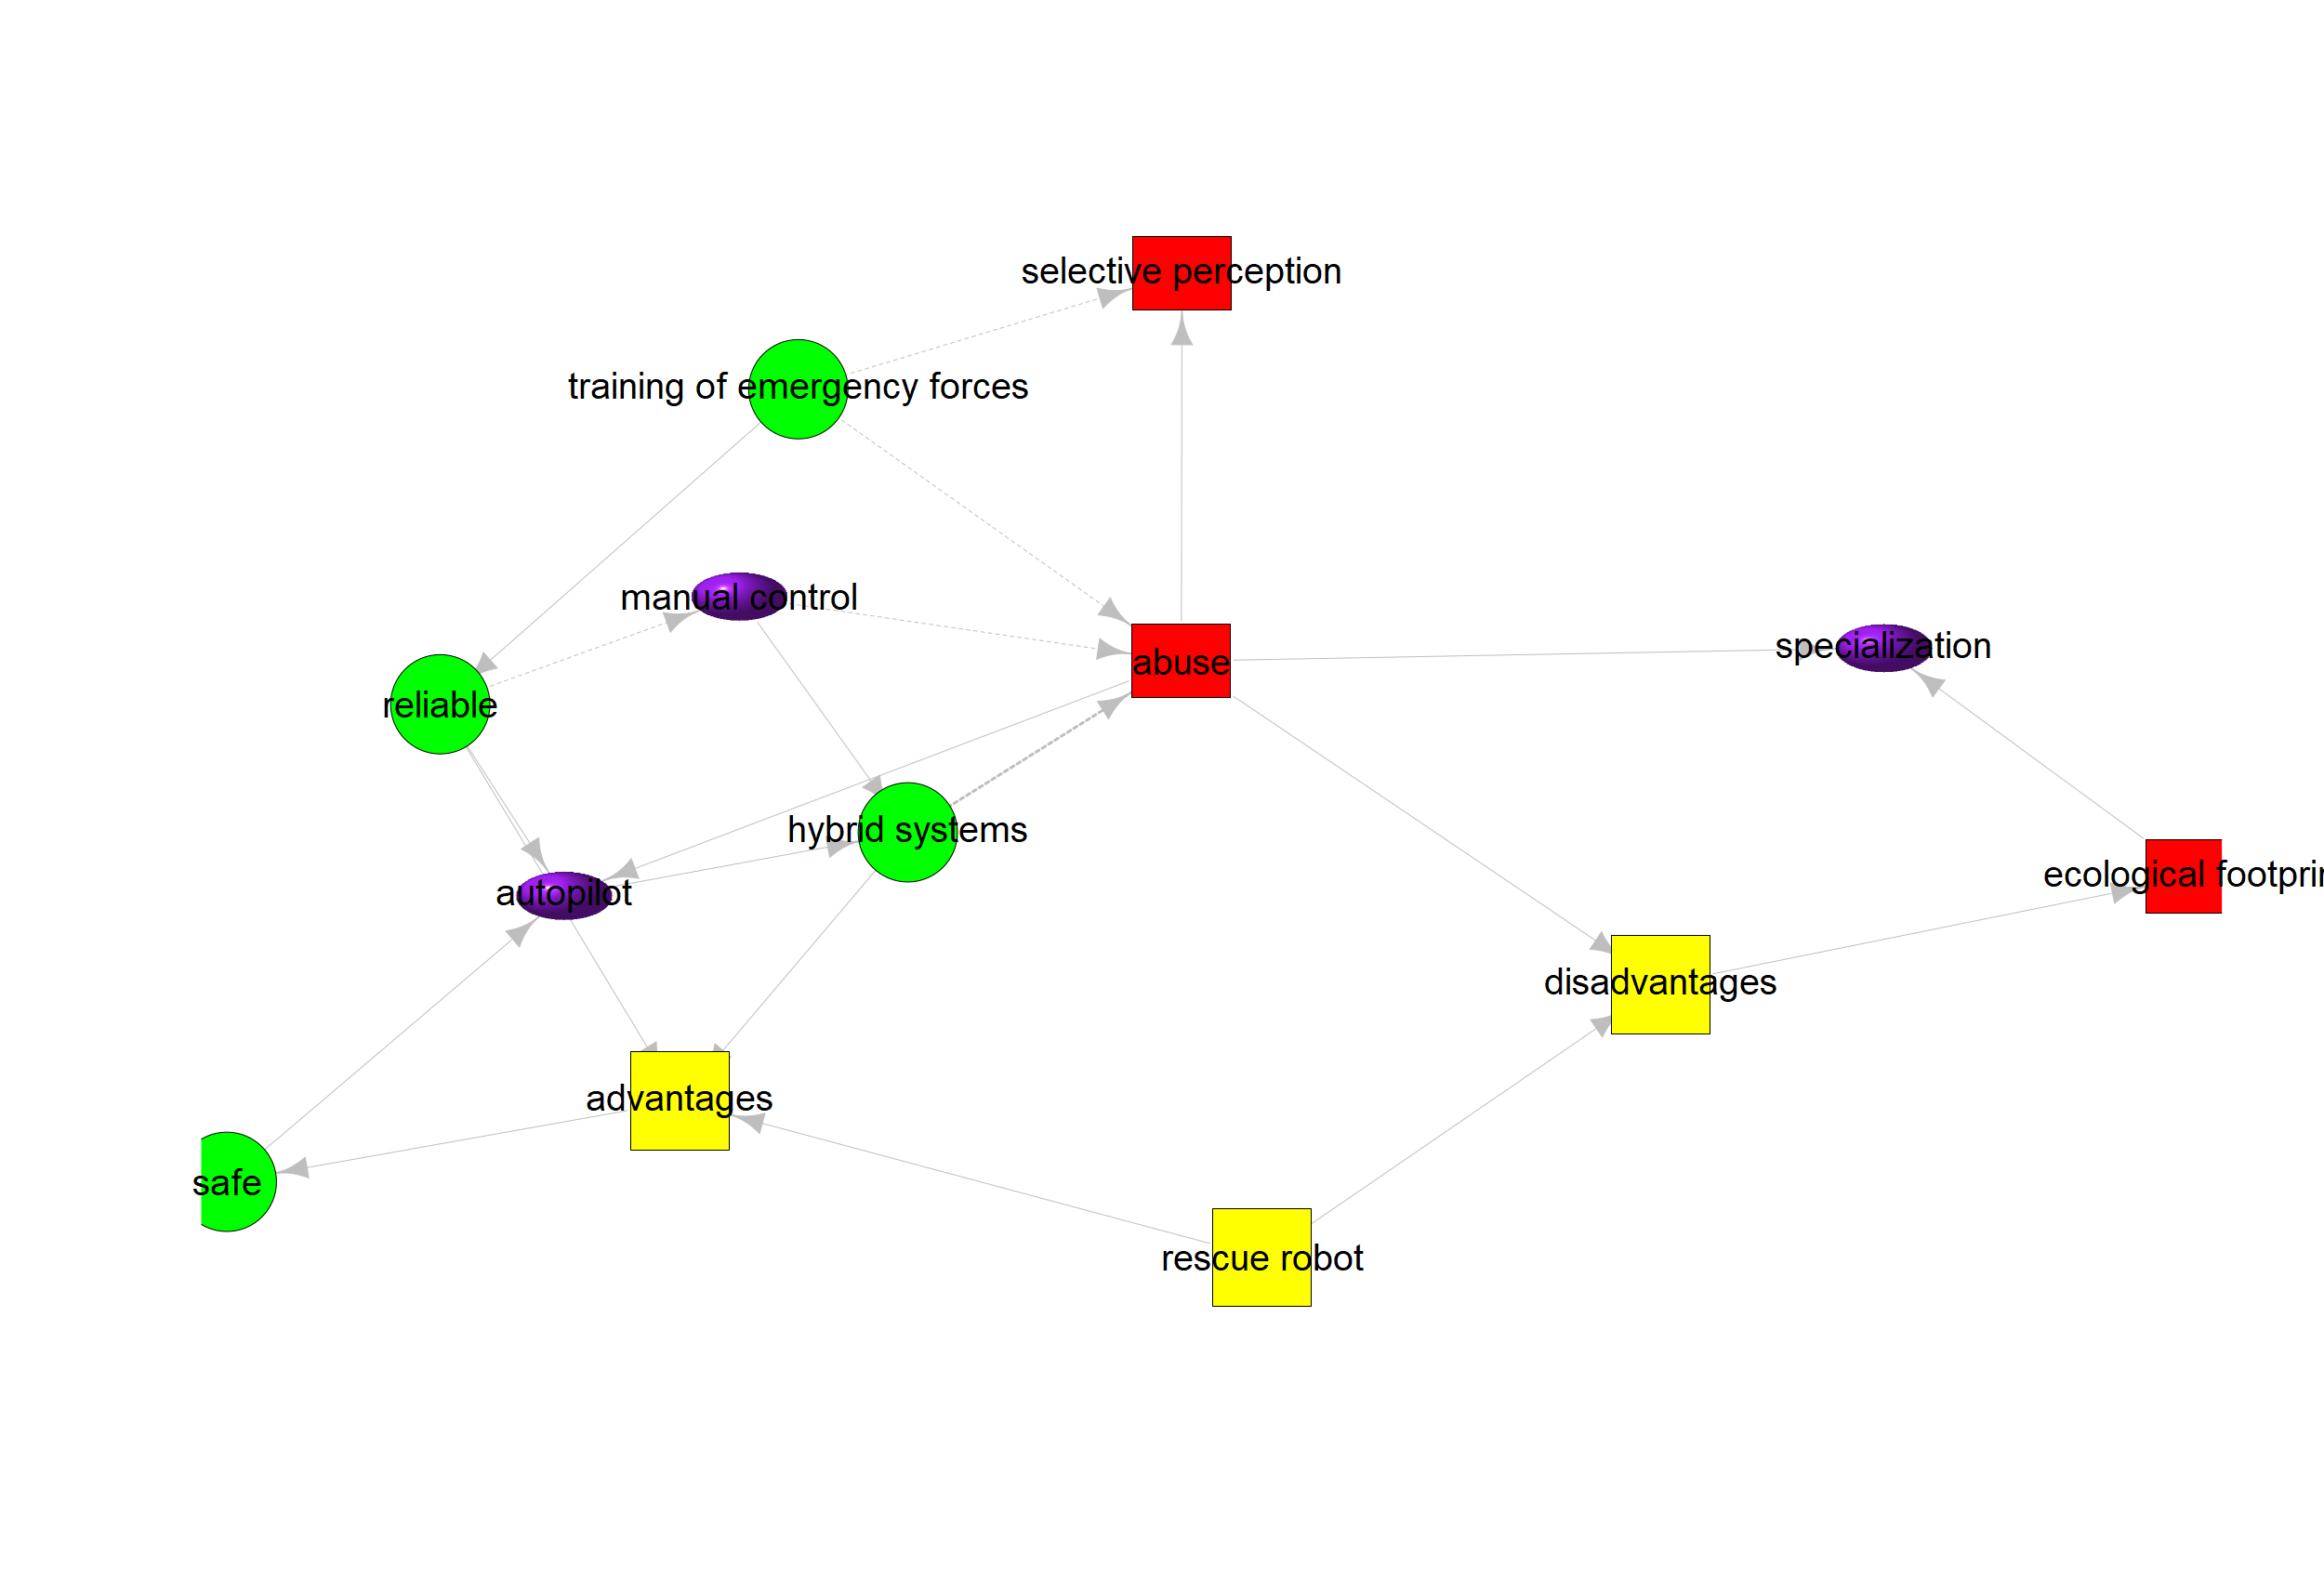 selective perception
training of emergency forces
manual control
specialization
abuse
reliable
hybrid systems
ecological footprin
autopilot
disadvantages
advantages
safe
rescue robot